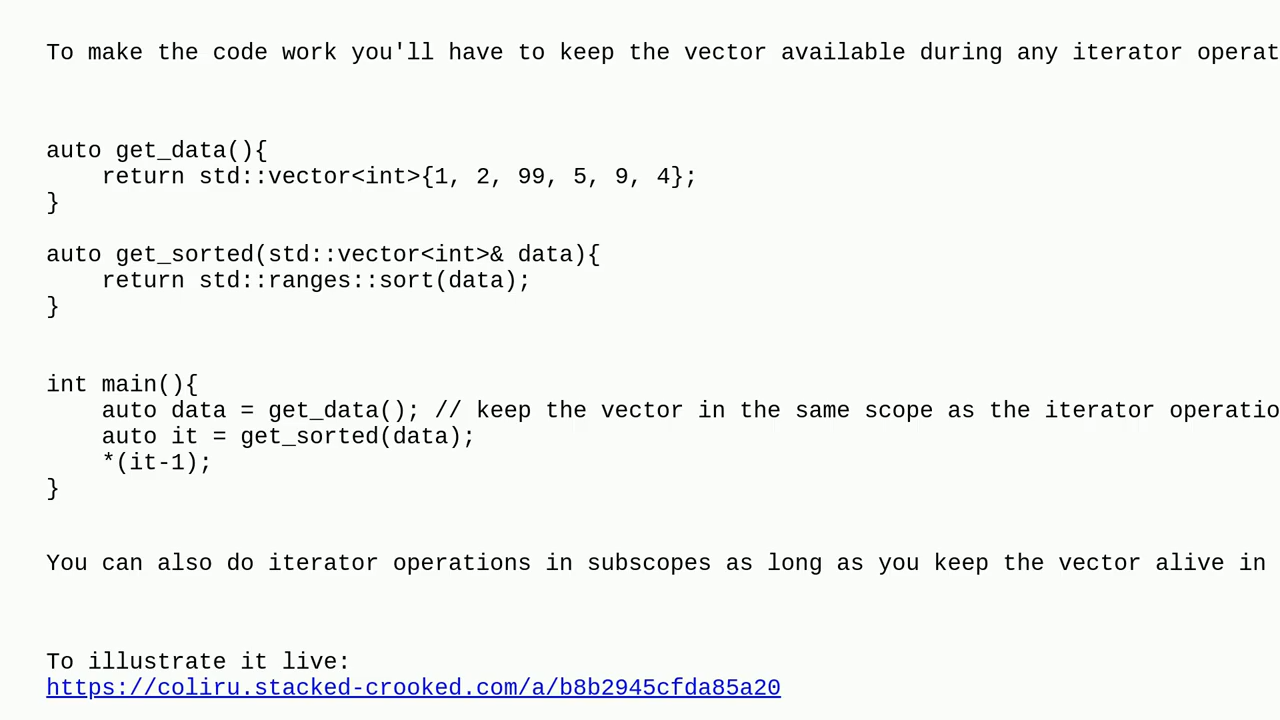 To make the code work you'll have to keep the vector available during any iterator operat
auto get_data(){
    return std::vector<int>{1, 2, 99, 5, 9, 4};
}
auto get_sorted(std::vector<int>& data){
    return std::ranges::sort(data);
}
int main(){
    auto data = get_data(); // keep the vector in the same scope as the iterator operatio
    auto it = get_sorted(data);
    *(it-1);
}
You can also do iterator operations in subscopes as long as you keep the vector alive in
To illustrate it live:
https://coliru.stacked-crooked.com/a/b8b2945cfda85a20